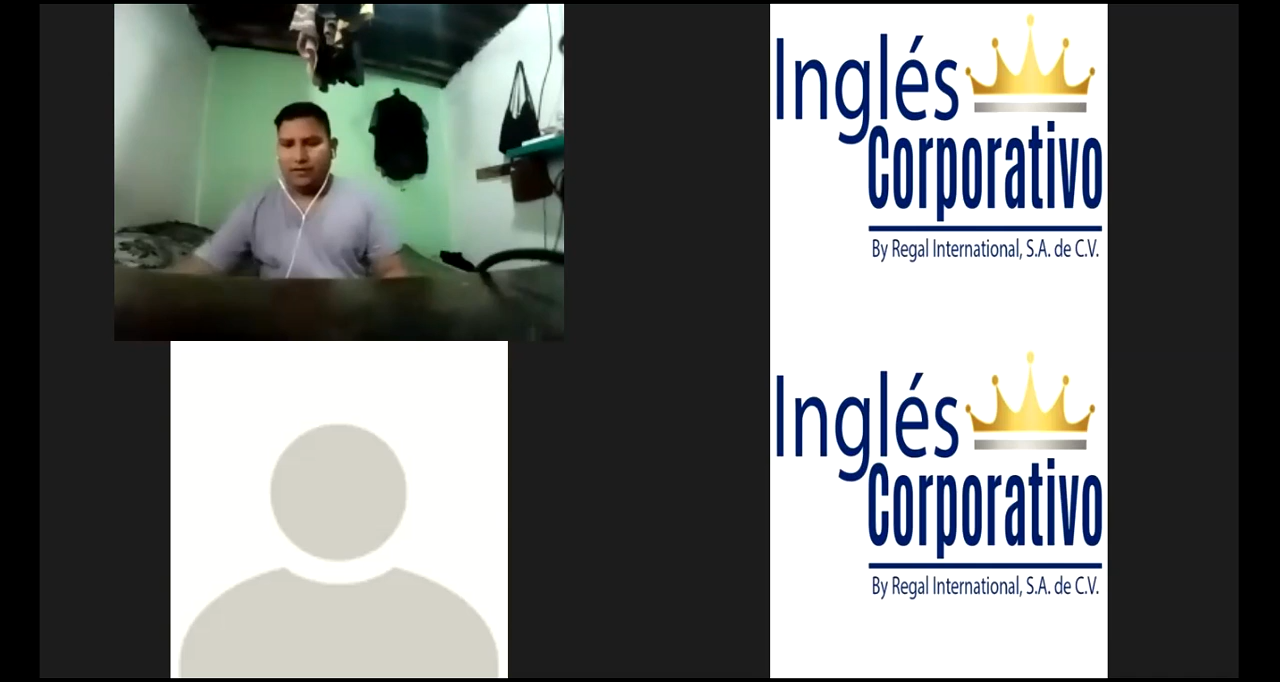 Inglés
Corporativo
By Regal International, S.A. de C.V.
Inglés
Corporativo
By Regal International, S.A. de C.V.